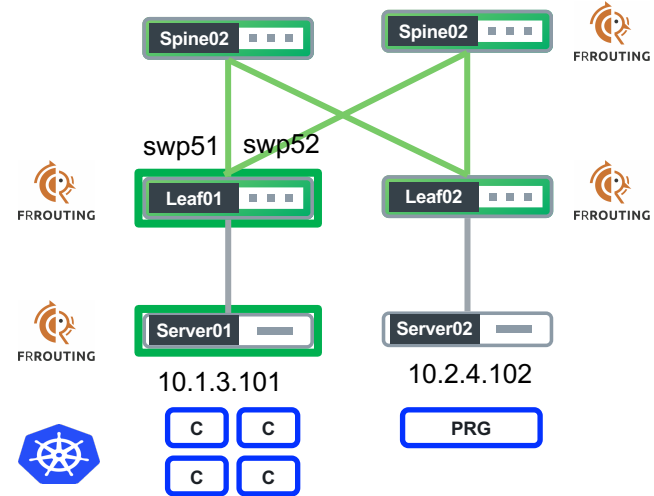 Spine02
Spine02
FRROUTING
swp51 swp52
FRROUTING
Leaf01
Leaf02
FRROUTING
FRROUTING
Server01
Server02
10.1.3.101
10.2.4.102
C
C
PRG
C
C